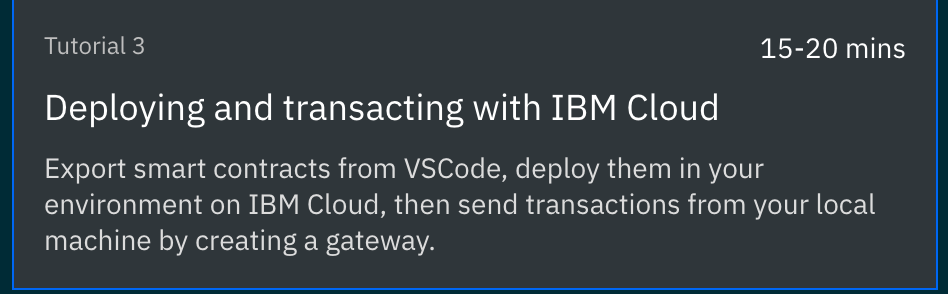 Tutorial 3
15-20 mins
Deploying and transacting with IBM Cloud
Export smart contracts from VSCode, deploy them in your
environment on IBM Cloud, then send transactions from your local
machine by creating a gateway.